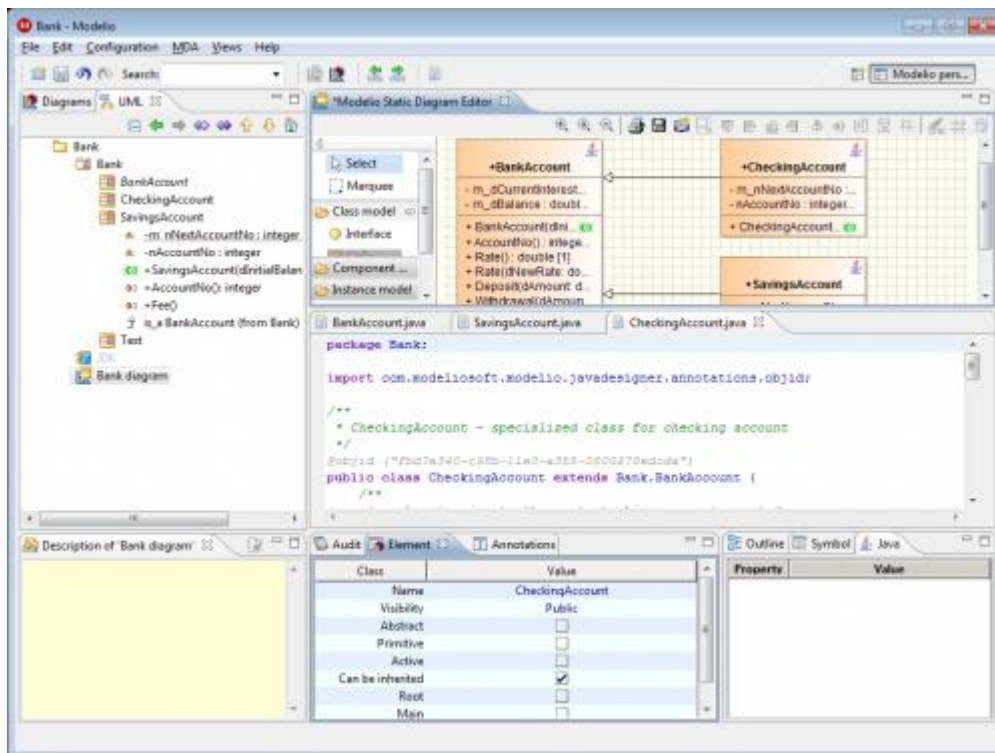 Bank - Modelio
File Edit Configuration MDA Views Help
Search:
Modelio pers...
Diagrams UML
*Modelio Static Diagram Editor
Bank
Bank
BankAccount
CheckingAccount
SavingsAccount
-m_nNextAccountNo : integer
-nAccountNo : integer
+SavingsAccount(dInitialBalan
+AccountNo(): integer
+Fee()
is_a BankAccount (from Bank)
Test
JDK
Bank diagram
Select
Marquee
Class model
Interface
Component ...
Instance model
+BankAccount
- m_dCurrentInterest...
- m_dBalance : doubl...
+ BankAccount(dIni...
+ AccountNo() : intege...
+ Rate() : double [1]
+ Rate(dNewRate: do...
+ Deposit(dAmount: d...
+ Withdrawal(dAmoun
+CheckingAccount
- m_nNextAccountNo :...
- nAccountNo : integer...
+ CheckingAccount...
+SavingsAccount
BankAccount.java SavingsAccount.java CheckingAccount.java
package Bank;
import com.modeliosoft.modelio.javadesigner.annotations.objid;
/**
* CheckingAccount - specialized class for checking account
*/
public class CheckingAccount extends Bank.BankAccount {
/**
Description of 'Bank diagram'
Audit Element Annotations
Class Value
Name CheckingAccount
Visibility Public
Abstract
Primitive
Active
Can be inherited
Root
Main
Outline Symbol Java
Property Value